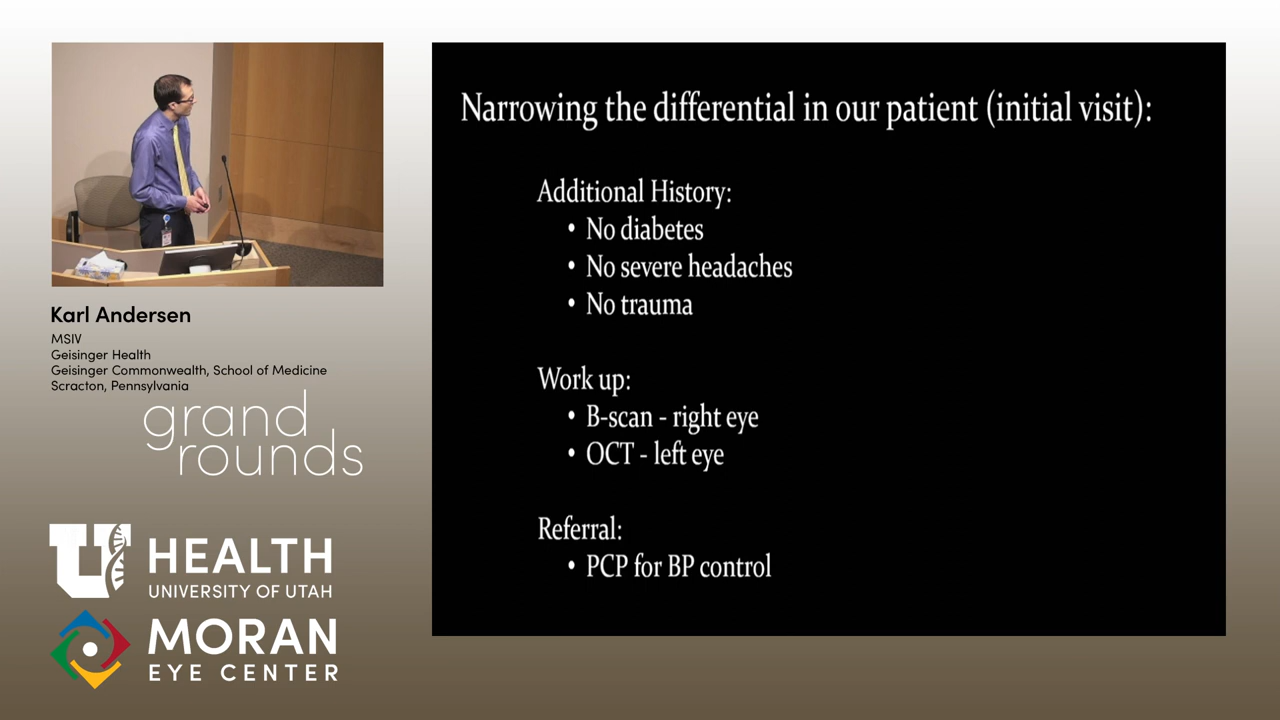 Karl Andersen
MSIV
Geisinger Health
Geisinger Commonwealth, School of Medicine
Scracton, Pennsylvania
grand
rounds
U HEALTH
UNIVERSITY OF UTAH
MORAN
EYE CENTER
Narrowing the differential in our patient (initial visit):
Additional History:
• No diabetes
• No severe headaches
• No trauma
Work up:
• B-scan - right eye
• OCT - left eye
Referral:
• PCP for BP control